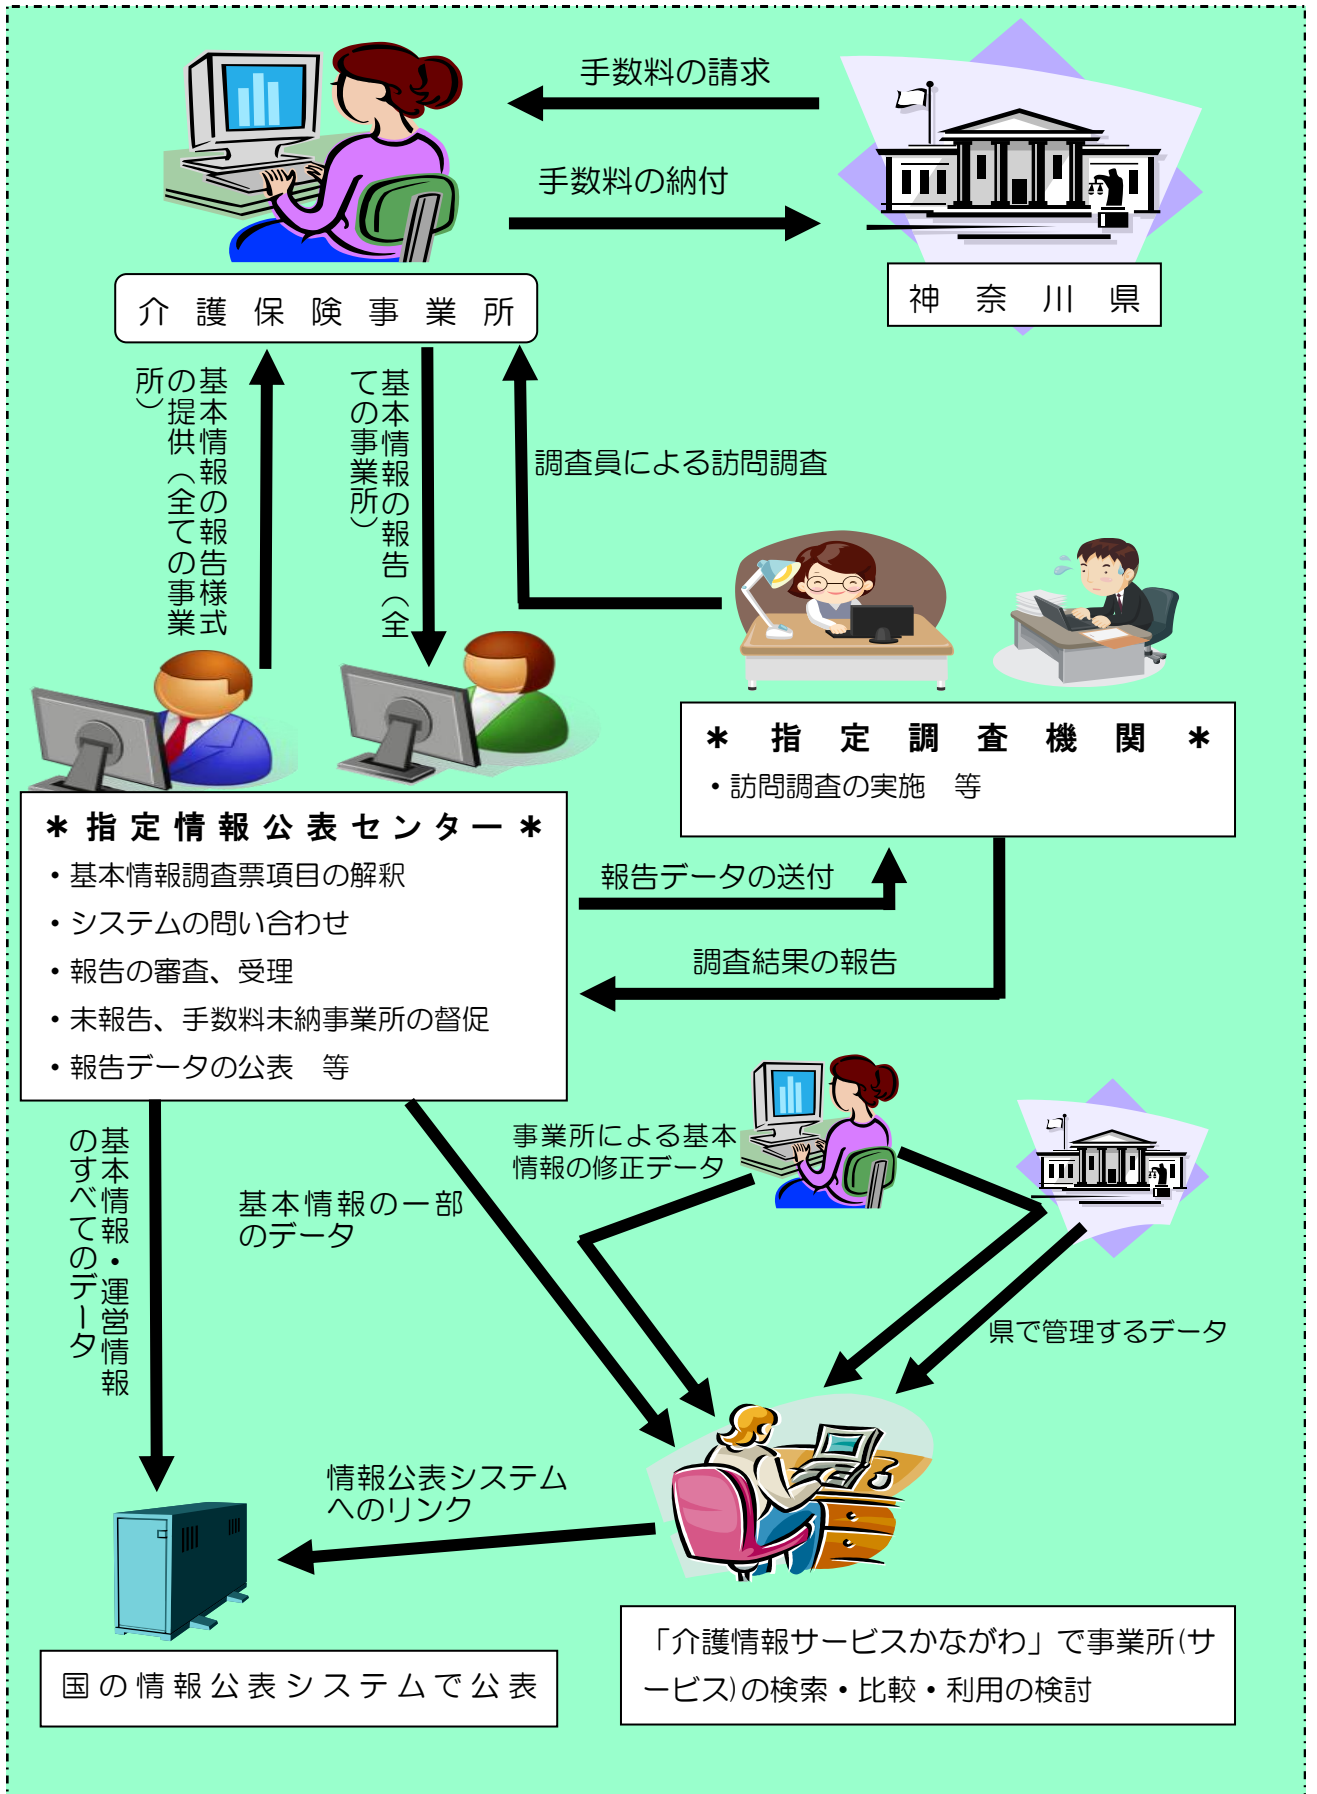 手数料の請求
手数料の納付
介護保険事業所
神奈川県
基本情報の報告様式
の提供（全ての事業
所）
基本情報の報告（全
ての事業所）
調査員による訪問調査
＊指定調査機関＊
・訪問調査の実施　等
＊指定情報公表センター＊
・基本情報調査票項目の解釈
・システムの問い合わせ
・報告の審査、受理
・未報告、手数料未納事業所の督促
・報告データの公表　等
報告データの送付
調査結果の報告
基本情報・運営情報
のすべてのデータ
基本情報の一部
のデータ
事業所による基本
情報の修正データ
県で管理するデータ
情報公表システム
へのリンク
国の情報公表システムで公表
「介護情報サービスかながわ」で事業所(サ
ービス)の検索・比較・利用の検討